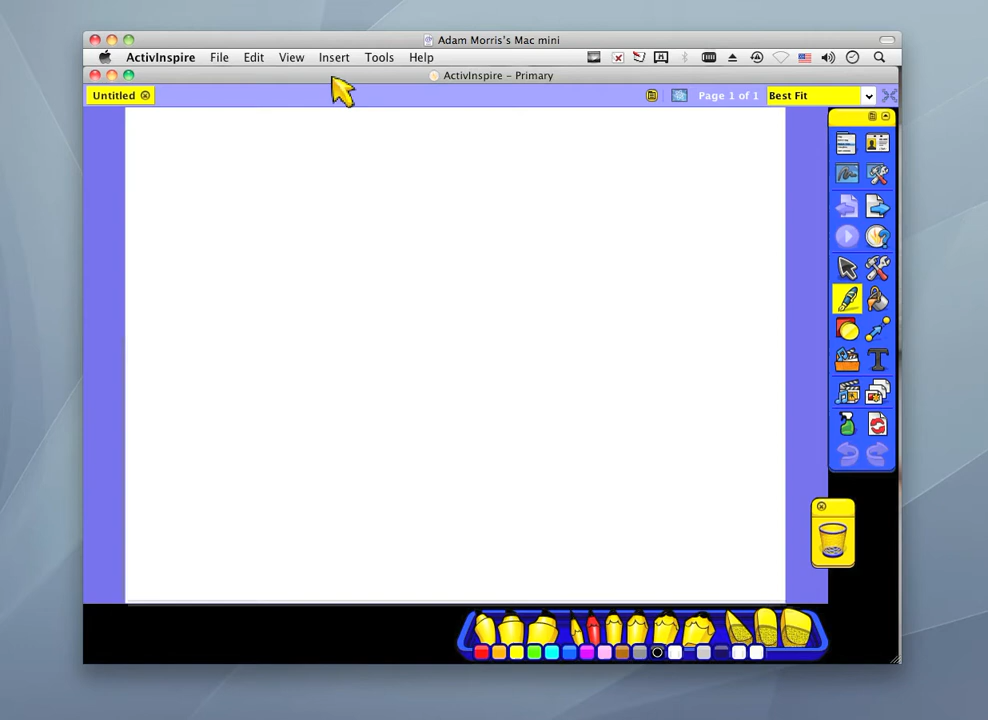 Adam Morris's Mac mini
ActivInspire File Edit View Insert Tools Help
ActivInspire – Primary
Untitled Page 1 of 1 Best Fit
T